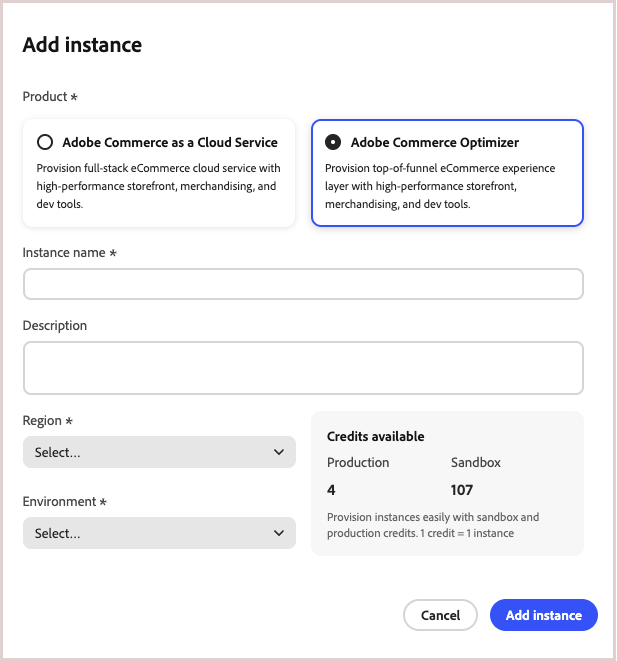 Add instance
Product *
Adobe Commerce as a Cloud Service
Provision full-stack eCommerce cloud service with
high-performance storefront, merchandising, and
dev tools.
Adobe Commerce Optimizer
Provision top-of-funnel eCommerce experience
layer with high-performance storefront,
merchandising, and dev tools.
Instance name *
Description
Region *
Select...
Environment *
Select...
Credits available
Production Sandbox
4 107
Provision instances easily with sandbox and
production credits. 1 credit = 1 instance
Cancel Add instance